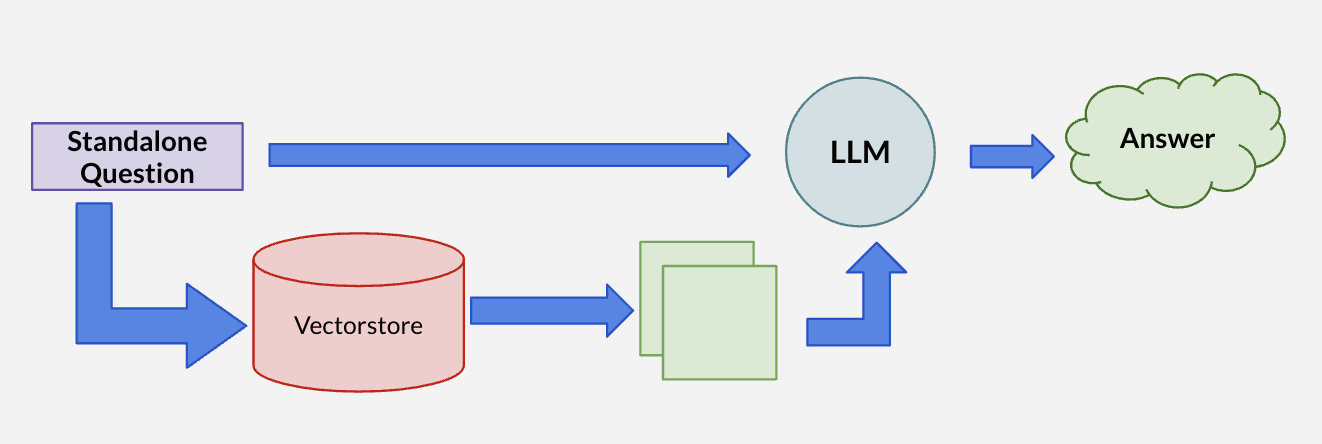 Standalone
Question
LLM
Answer
Vectorstore